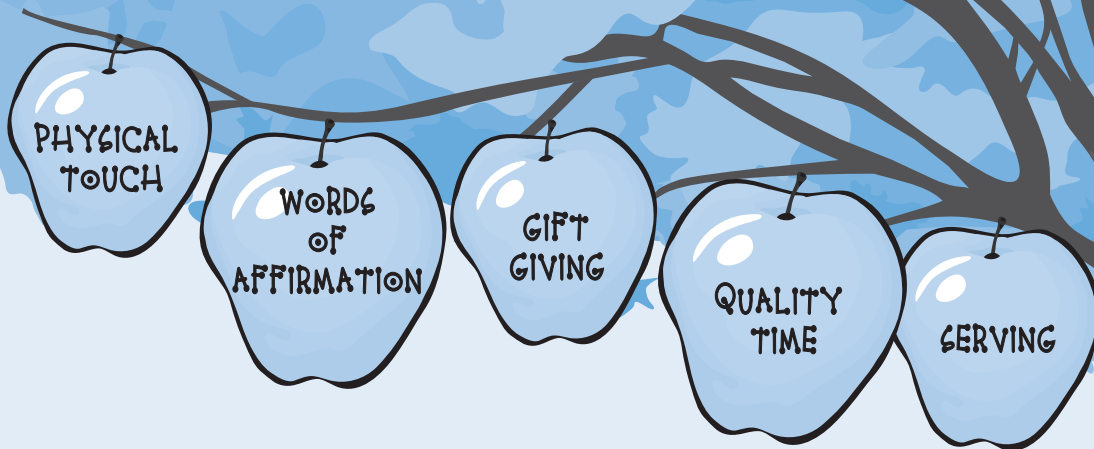 PHYSICAL
TOUCH
WORDS
OF
AFFIRMATION
GIFT
GIVING
QUALITY
TIME
SERVING